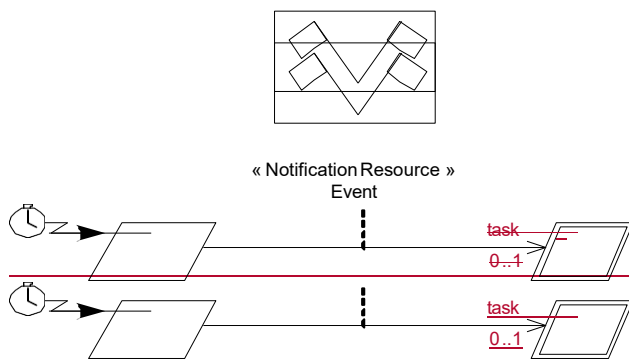 « Notification Resource »
Event
task
0..1
task
0..1